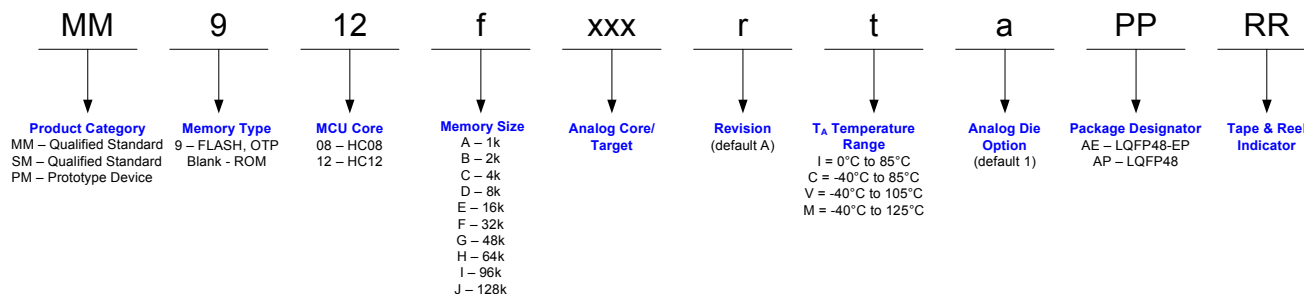 MM 9 12 f xxx r t a PP RR
Product Category
MM – Qualified Standard
SM – Qualified Standard
PM – Prototype Device
Memory Type
9 – FLASH, OTP
Blank - ROM
MCU Core
08 – HC08
12 – HC12
Memory Size
A – 1k
B – 2k
C – 4k
D – 8k
E – 16k
F – 32k
G – 48k
H – 64k
I – 96k
J – 128k
Analog Core/
Target
Revision
(default A)
TA Temperature
Range
I = 0°C to 85°C
C = -40°C to 85°C
V = -40°C to 105°C
M = -40°C to 125°C
Analog Die
Option
(default 1)
Package Designator
AE – LQFP48-EP
AP – LQFP48
Tape & Reel
Indicator